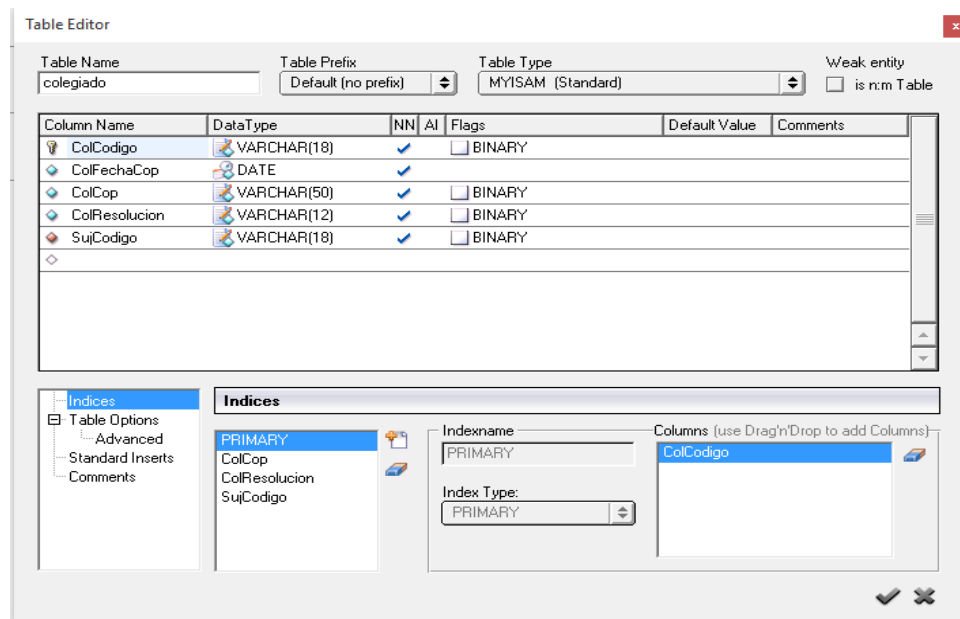 Table Editor
x
Table Name Table Prefix Table Type Weak entity
colegiado Default (no prefix) MYISAM (Standard) is n:m Table
Column Name DataType NN AI Flags Default Value Comments
ColCodigo VARCHAR(18) BINARY
ColFechaCop DATE
ColCop VARCHAR(50) BINARY
ColResolucion VARCHAR(12) BINARY
SujCodigo VARCHAR(18) BINARY
Indices
Table Options
Advanced
Standard Inserts
Comments
Indices
PRIMARY
ColCop
ColResolucion
SujCodigo
Indexname
PRIMARY
Index Type:
PRIMARY
Columns (use Drag'n'Drop to add Columns)
ColCodigo